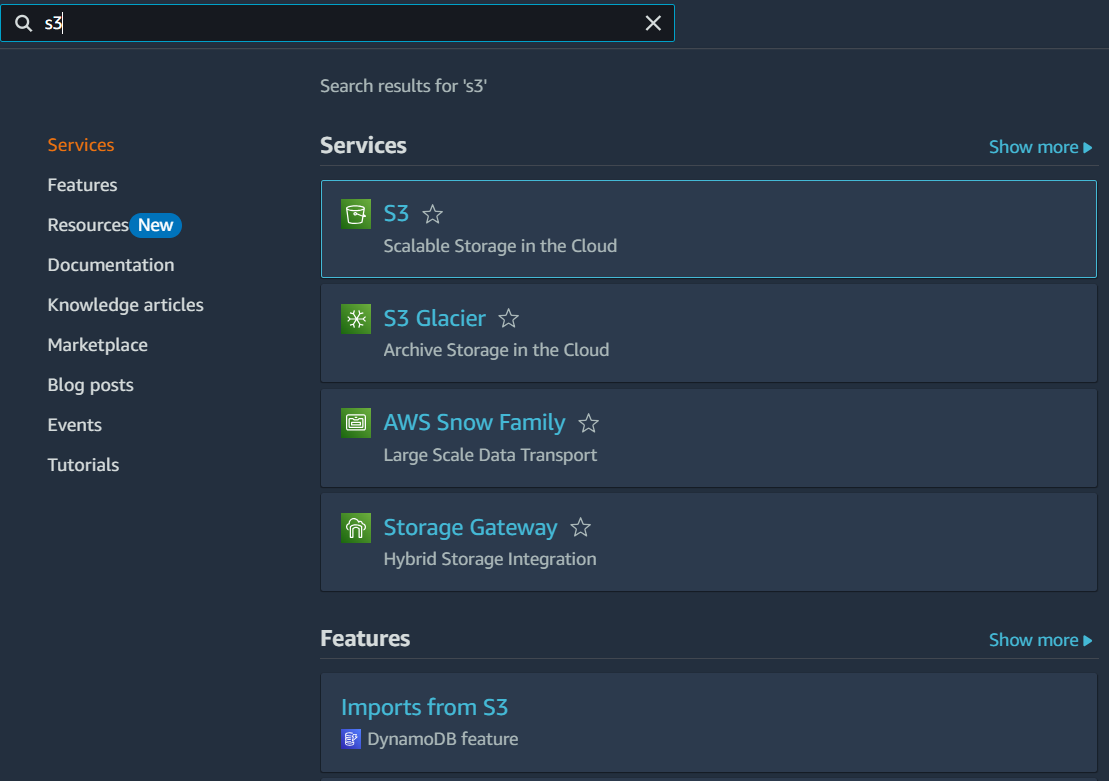 s3
Search results for 's3'
Services
Features
Resources New
Documentation
Knowledge articles
Marketplace
Blog posts
Events
Tutorials
Services
Show more
S3
Scalable Storage in the Cloud
S3 Glacier
Archive Storage in the Cloud
AWS Snow Family
Large Scale Data Transport
Storage Gateway
Hybrid Storage Integration
Features
Show more
Imports from S3
DynamoDB feature